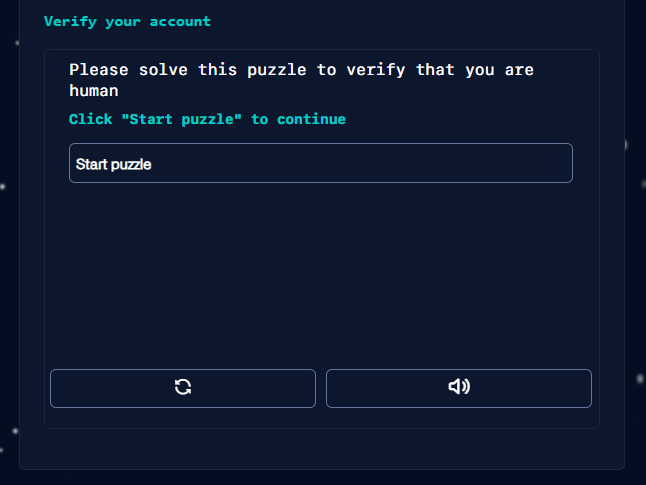 Verify your account
Please solve this puzzle to verify that you are
human
Click "Start puzzle" to continue
Start puzzle